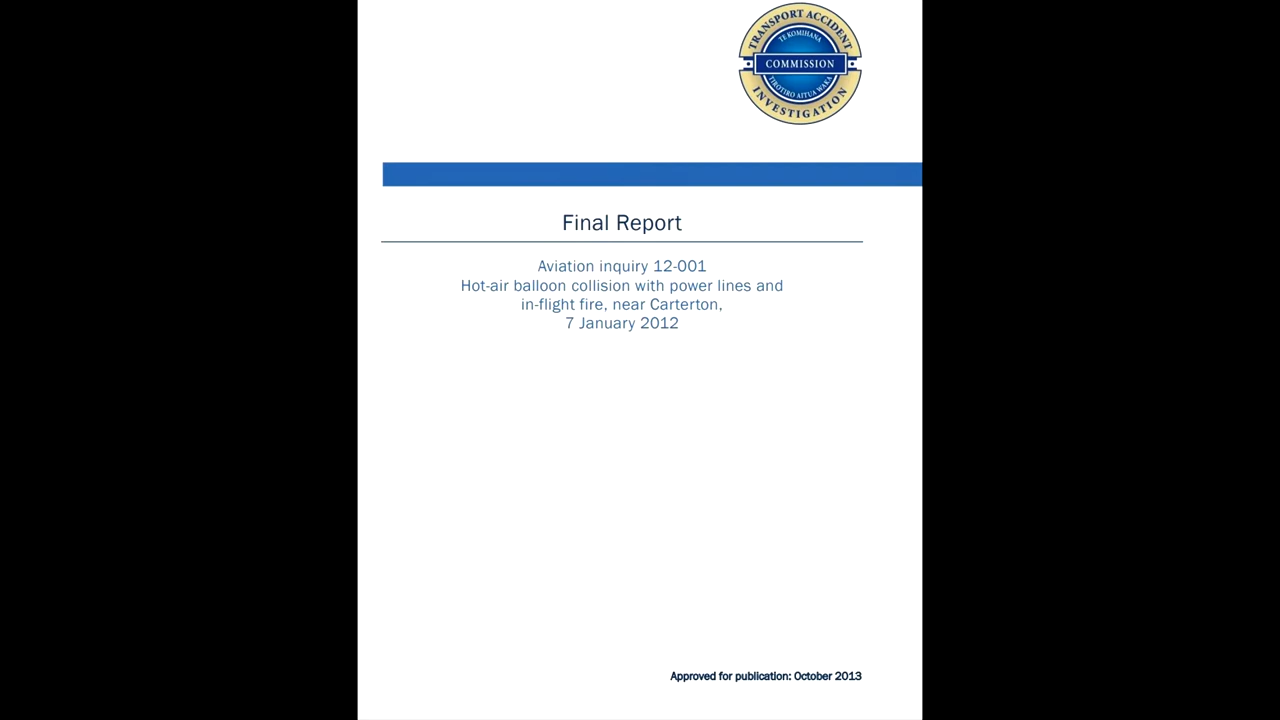 TRANSPORT ACCIDENT
TE KOMIHANA
COMMISSION
TIROTIRO AITUA WAKA
INVESTIGATION
Final Report
Aviation inquiry 12-001
Hot-air balloon collision with power lines and
in-flight fire, near Carterton,
7 January 2012
Approved for publication: October 2013